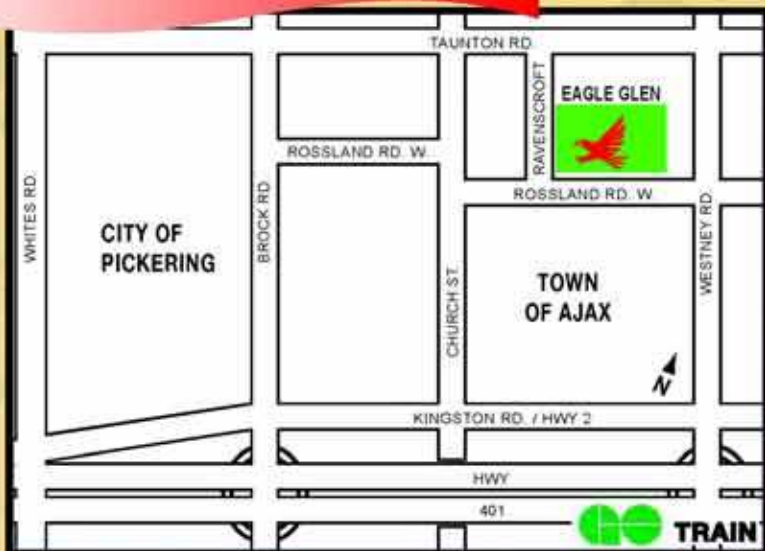 TAUNTON RD.
EAGLE GLEN
RAVENSCROFT
ROSSLAND RD. W.
ROSSLAND RD. W
WHITES RD.
CITY OF
PICKERING
BROCK RD
CHURCH ST.
TOWN
OF AJAX
WESTNEY RD.
N
KINGSTON RD. / HWY 2
HWY
401
GO TRAIN